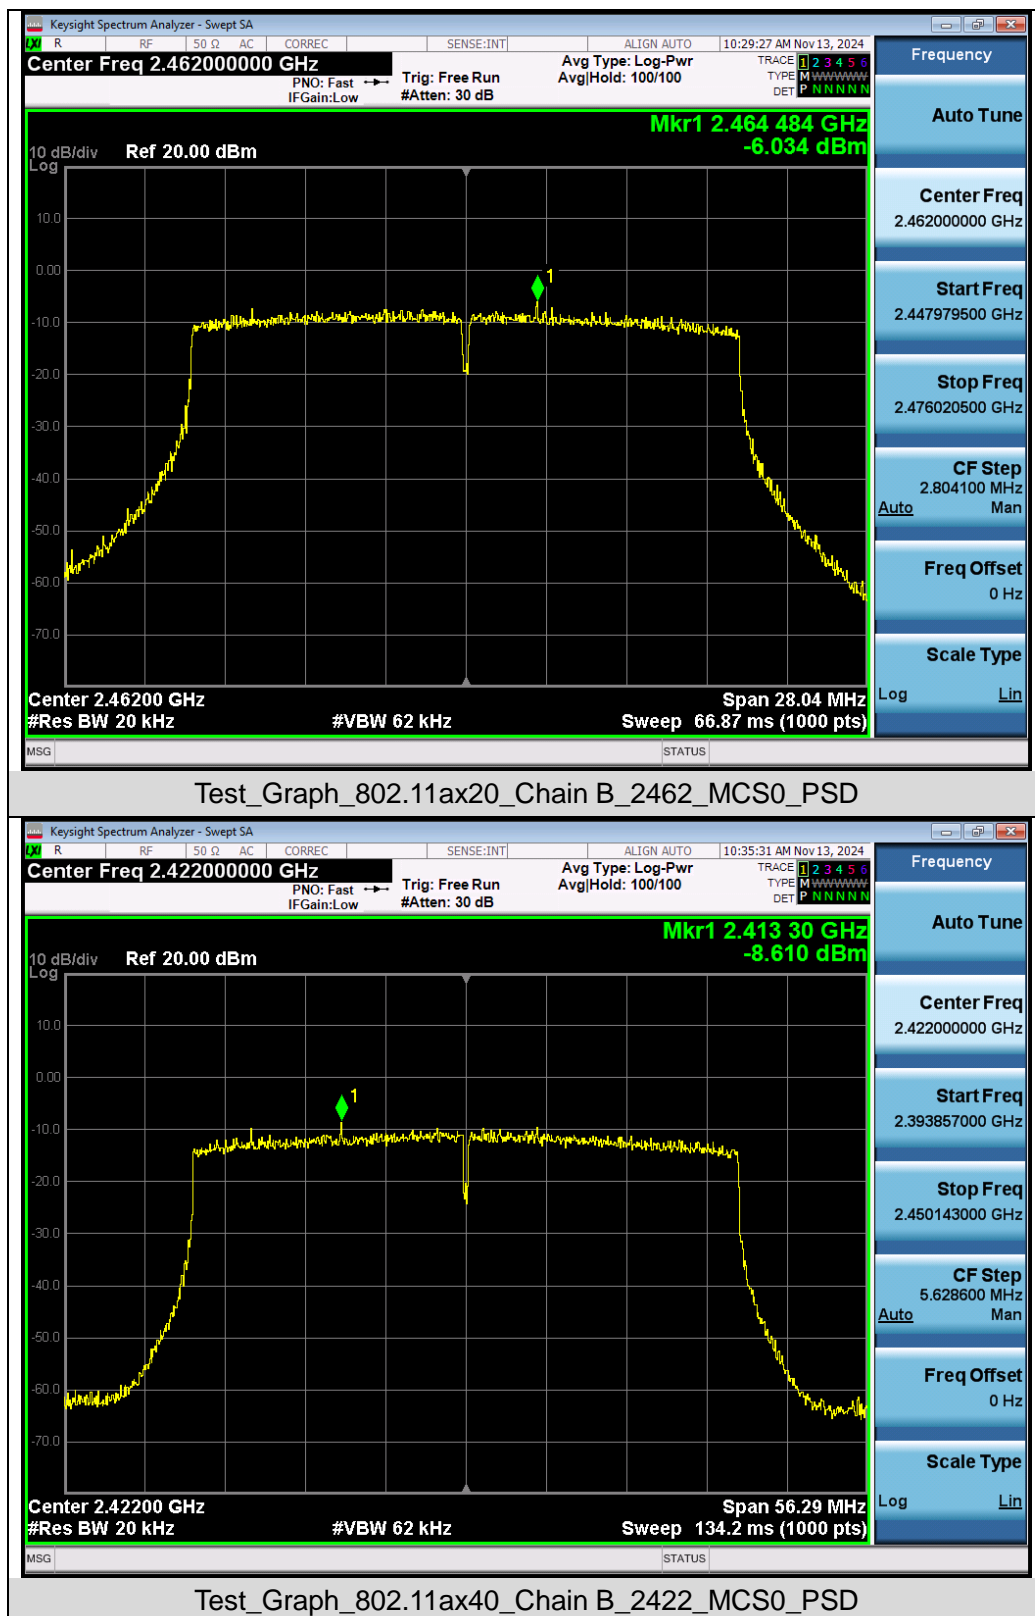 Keysight Spectrum Analyzer - Swept SA
LXI R RF 50 Ω AC CORREC SENSE:INT ALIGN AUTO 10:29:27 AM Nov 13, 2024
Center Freq 2.462000000 GHz
PNO: Fast
IFGain:Low
Trig: Free Run
#Atten: 30 dB
Avg Type: Log-Pwr
Avg|Hold: 100/100
TRACE 1 2 3 4 5 6
TYPE M WWWWW
DET P N N N N N
Mkr1 2.464 484 GHz
-6.034 dBm
10 dB/div Ref 20.00 dBm
Log
10.0
0.00
1
-10.0
-20.0
-30.0
-40.0
-50.0
-60.0
-70.0
Center 2.46200 GHz Span 28.04 MHz
#Res BW 20 kHz #VBW 62 kHz Sweep 66.87 ms (1000 pts)
MSG STATUS
Frequency
Auto Tune
Center Freq
2.462000000 GHz
Start Freq
2.447979500 GHz
Stop Freq
2.476020500 GHz
CF Step
2.804100 MHz
Auto Man
Freq Offset
0 Hz
Scale Type
Log Lin
Test_Graph_802.11ax20_Chain B_2462_MCS0_PSD
Keysight Spectrum Analyzer - Swept SA
LXI R RF 50 Ω AC CORREC SENSE:INT ALIGN AUTO 10:35:31 AM Nov 13, 2024
Center Freq 2.422000000 GHz
PNO: Fast
IFGain:Low
Trig: Free Run
#Atten: 30 dB
Avg Type: Log-Pwr
Avg|Hold: 100/100
TRACE 1 2 3 4 5 6
TYPE M WWWWW
DET P N N N N N
Mkr1 2.413 30 GHz
-8.610 dBm
10 dB/div Ref 20.00 dBm
Log
10.0
0.00
1
-10.0
-20.0
-30.0
-40.0
-50.0
-60.0
-70.0
Center 2.42200 GHz Span 56.29 MHz
#Res BW 20 kHz #VBW 62 kHz Sweep 134.2 ms (1000 pts)
MSG STATUS
Frequency
Auto Tune
Center Freq
2.422000000 GHz
Start Freq
2.393857000 GHz
Stop Freq
2.450143000 GHz
CF Step
5.628600 MHz
Auto Man
Freq Offset
0 Hz
Scale Type
Log Lin
Test_Graph_802.11ax40_Chain B_2422_MCS0_PSD